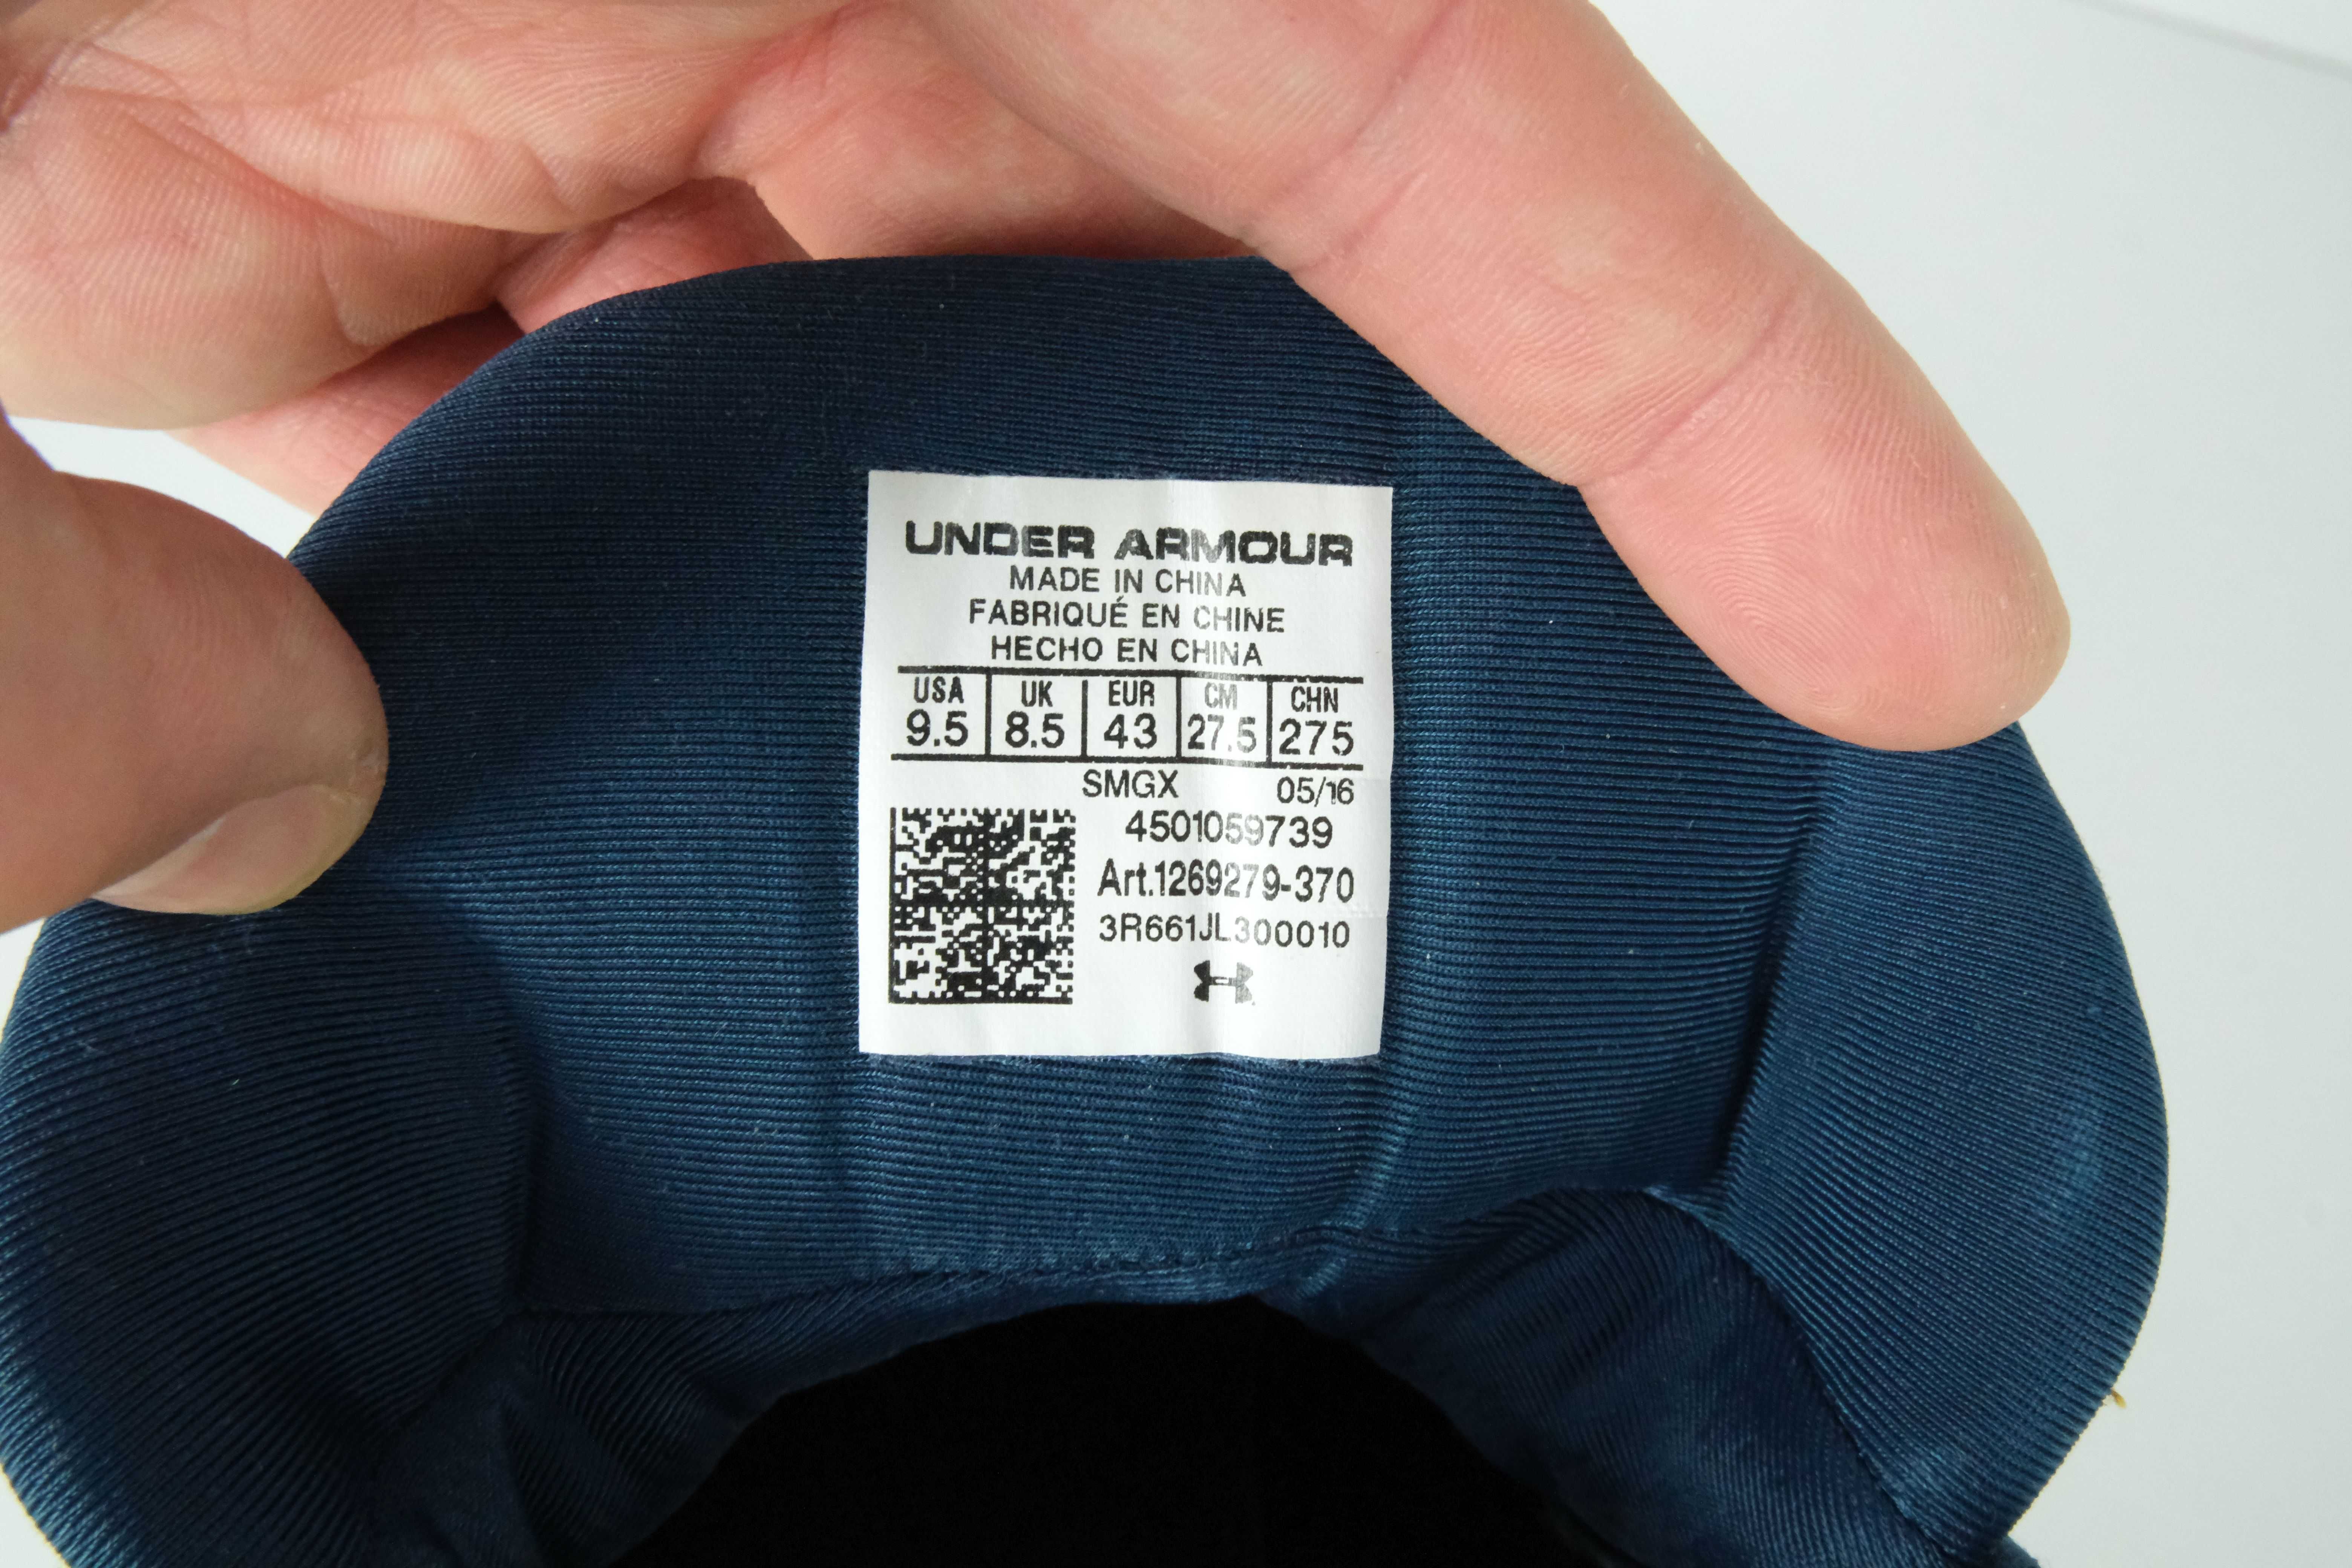 UNDER ARMOUR
MADE IN CHINA
FABRIQUÉ EN CHINE
HECHO EN CHINA
USA UK EUR CM CHN
9.5 8.5 43 27.5 275
SMGX 05/16
4501059739
Art.1269279-370
3R661JL300010